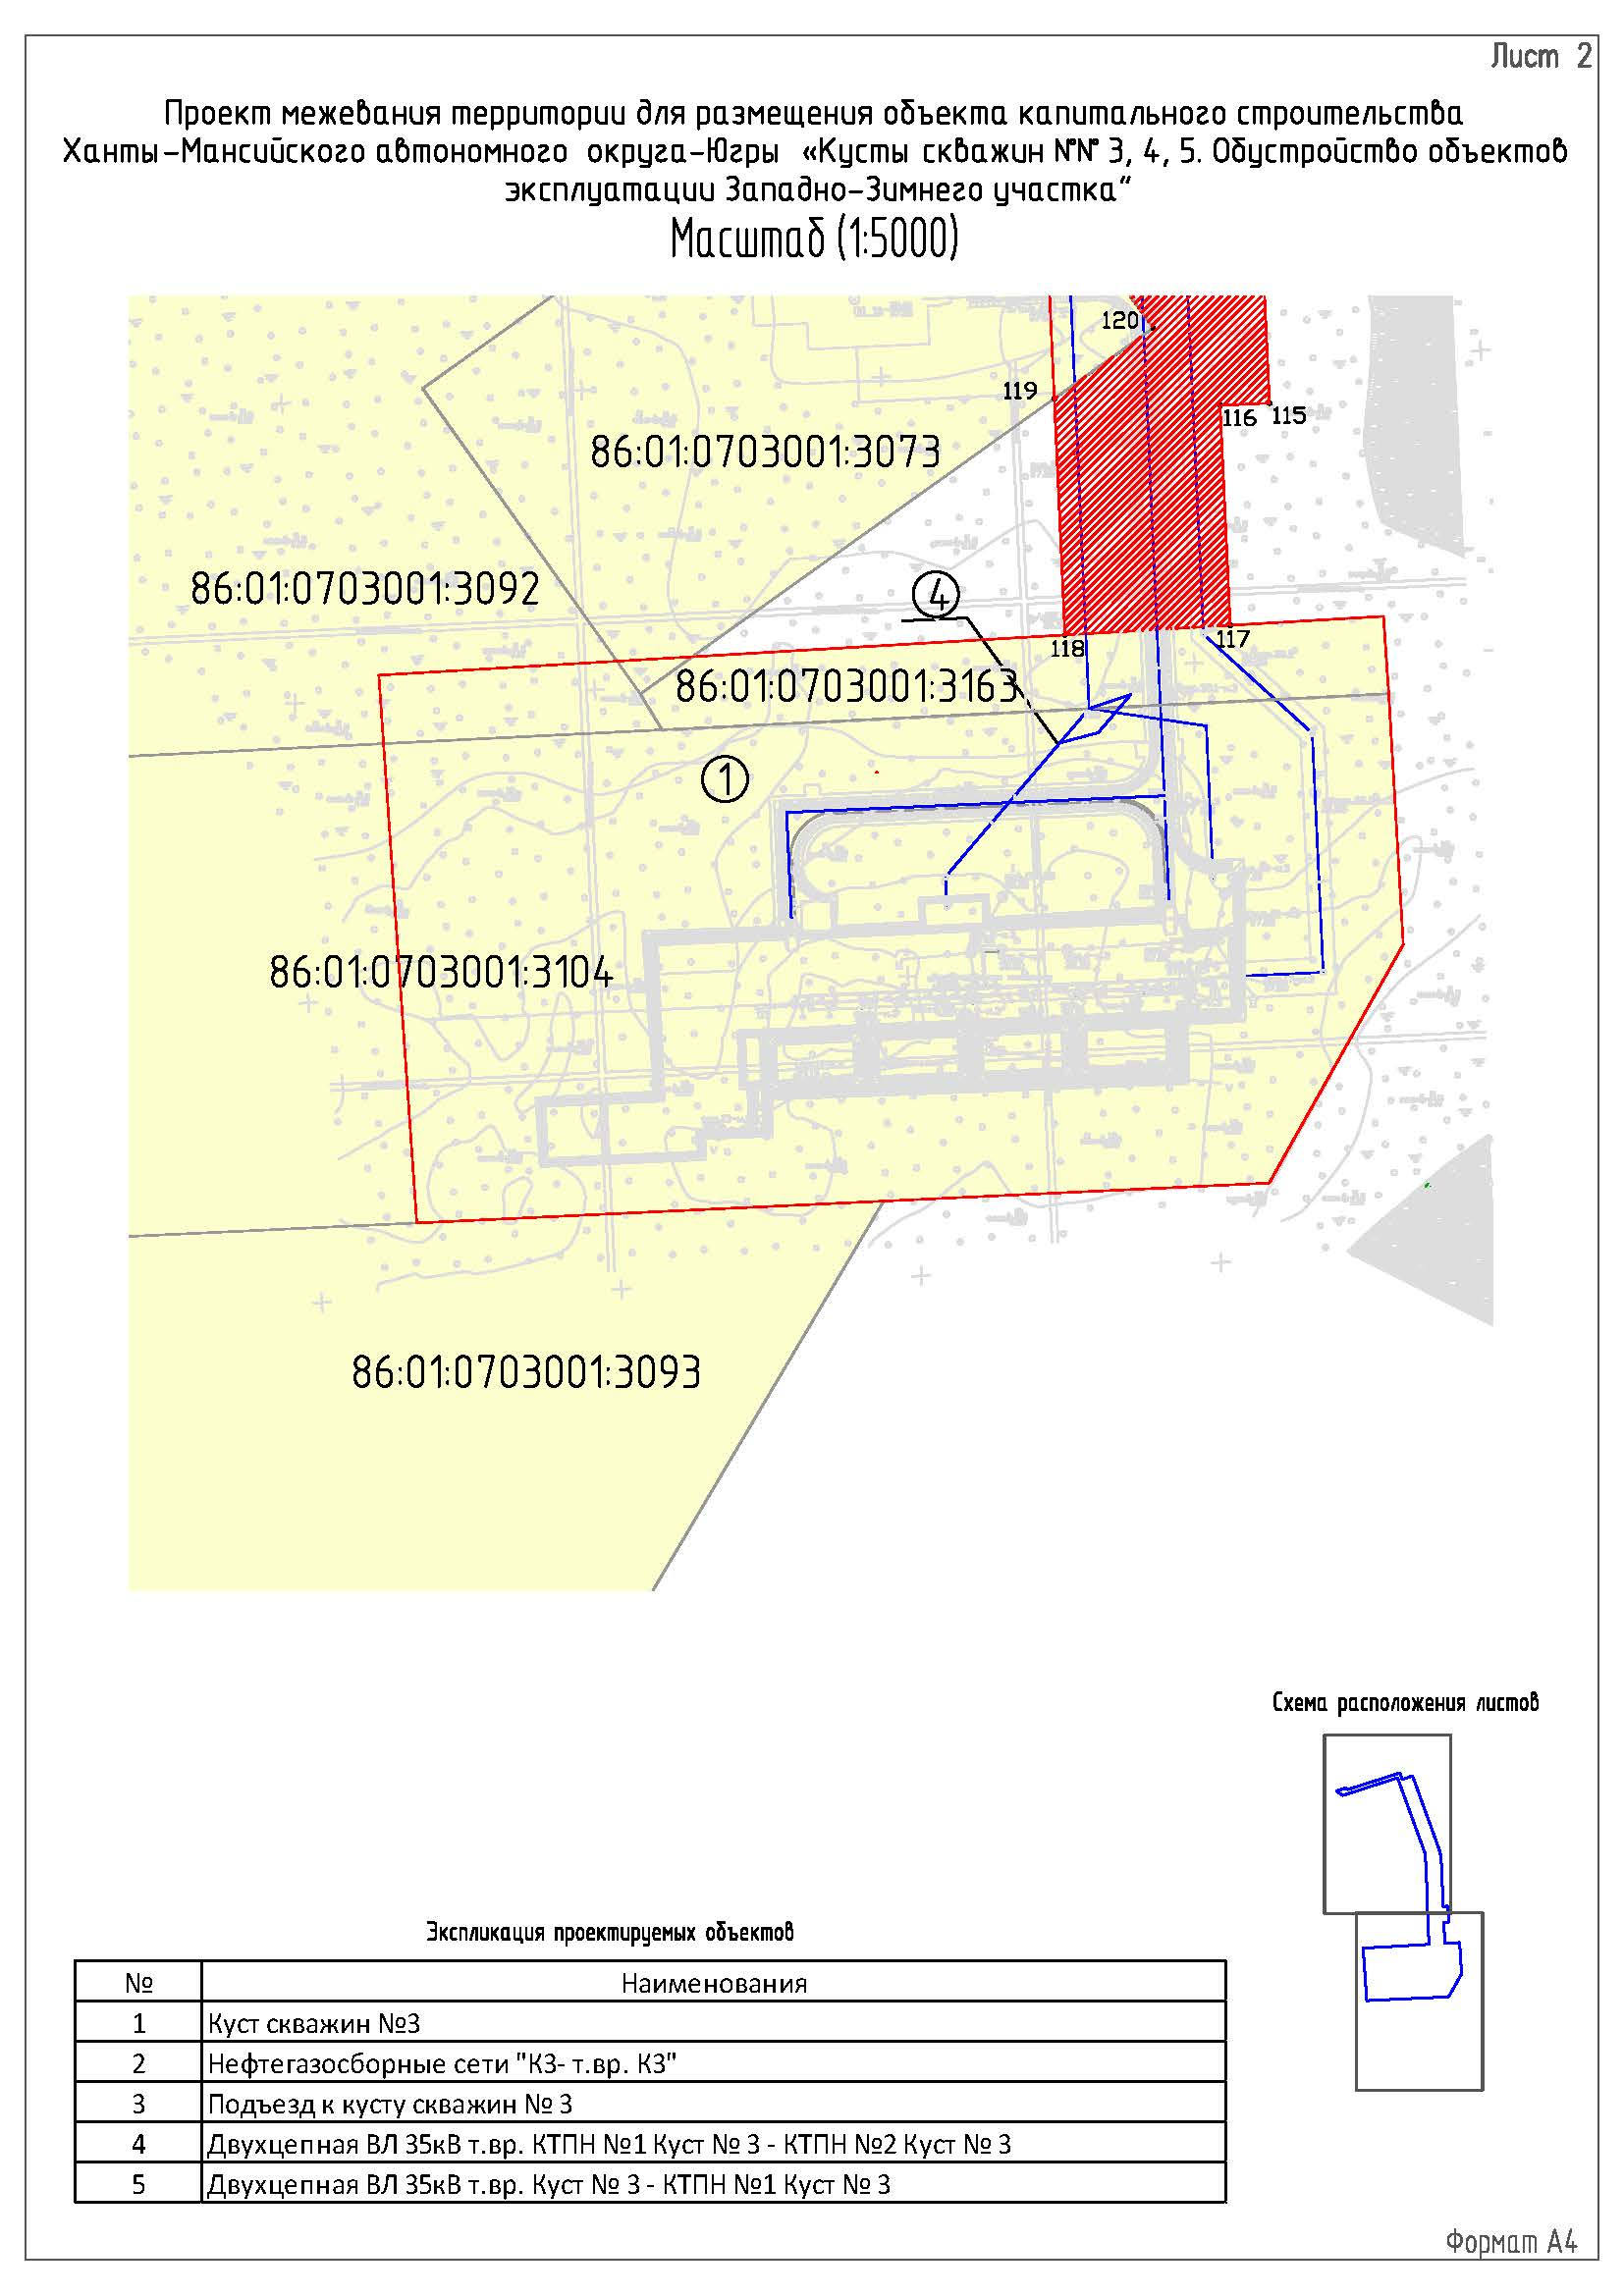 Лист 2
Проект межевания территории для размещения объекта капитального строительства
Ханты-Мансийского автономного округа-Югры «Кусты скважин №№ 3, 4, 5. Обустройство объектов
эксплуатации Западно-Зимнего участка“
Масштаб (1:5000)
120
119
116 115
86:01:0703001:3073
86:01:0703001:3092
4
118
117
86:01:0703001:3163
1
86:01:0703001:3104
86:01:0703001:3093
Схема расположения листов
Экспликация проектируемых объектов
№ Наименования
1 Куст скважин №3
2 Нефтегазосборные сети "К3- т.вр. К3"
3 Подъезд к кусту скважин № 3
4 Двухцепная ВЛ 35кВ т.вр. КТПН №1 Куст № 3 - КТПН №2 Куст № 3
5 Двухцепная ВЛ 35кВ т.вр. Куст № 3 - КТПН №1 Куст № 3
Формат А4